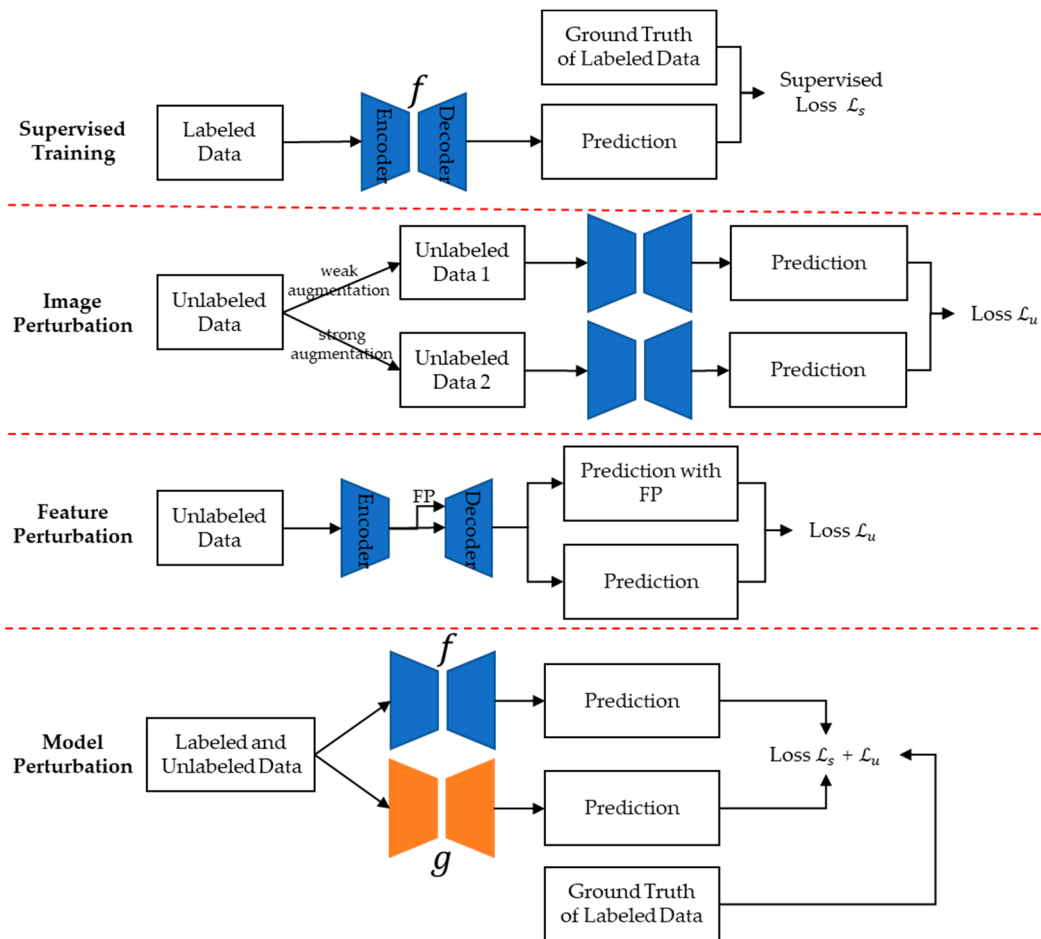 Supervised
Training
Labeled
Data
f
Encoder
Decoder
Ground Truth
of Labeled Data
Prediction
Supervised
Loss ℒs
Image
Perturbation
Unlabeled
Data
weak
augmentation
strong
augmentation
Unlabeled
Data 1
Unlabeled
Data 2
Prediction
Prediction
Loss ℒu
Feature
Perturbation
Unlabeled
Data
Encoder
FP
Decoder
Prediction with
FP
Prediction
Loss ℒu
Model
Perturbation
Labeled and
Unlabeled Data
f
g
Prediction
Prediction
Ground Truth
of Labeled Data
Loss ℒs + ℒu